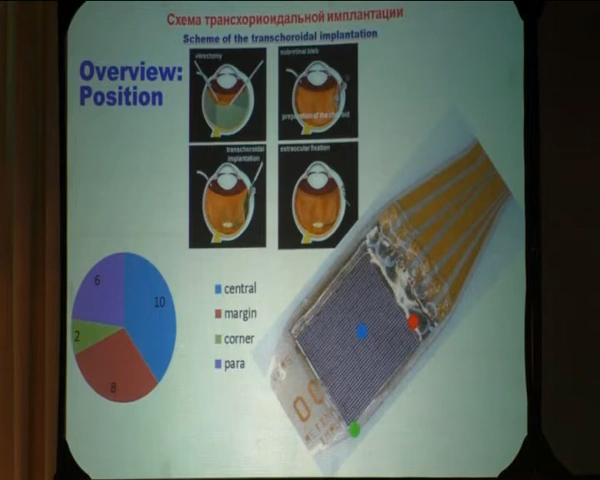 Схема трансхориоидальной имплантации
Scheme of the transchoroidal implantation
Overview:
Position
vitrectomy
subretinal bleb
preparation of the choroid
transchoroidal
implantation
extraocular fixation
6
10
2
8
central
margin
corner
para